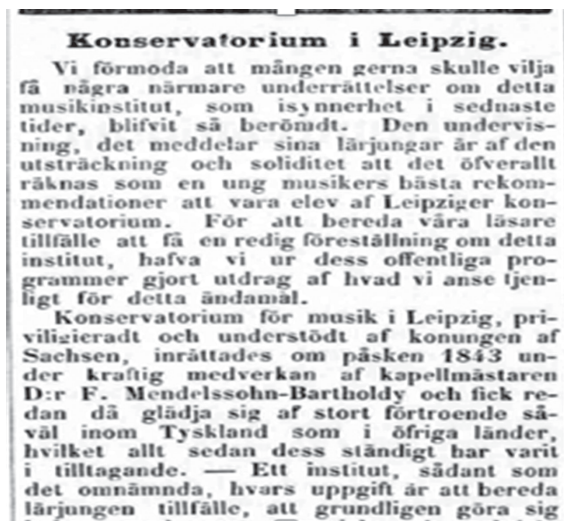 Konservatorium i Leipzig.
Vi förmoda att mången gerna skulle vilja
få några närmare underrättelser om detta
musikinstitut, som isynnerhet i sednaste
tider, blifvit så berömdt. Den undervis-
ning, det meddelar sina lärjungar är af den
utsträckning och soliditet att det öfverallt
räknas som en ung musikers bästa rekom-
mendationer att vara elev af Leipziger kon-
servatorium. För att bereda våra läsare
tillfälle att få en redig föreställning om detta
institut, hafva vi ur dess offentliga pro-
grammer gjort utdrag af hvad vi anse tjen-
ligt för detta ändamål.
Konservatorium för musik i Leipzig, pri-
viligieradt och understödt af konungen af
Sachsen, inrättades om påsken 1843 un-
der kraftig medverkan af kapellmästaren
D:r F. Mendelssohn-Bartholdy och fick re-
dan då glädja sig af stort förtroende så-
väl inom Tyskland som i öfriga länder,
hvilket allt sedan dess ständigt har varit
i tilltagande. — Ett institut, sådant som
det omnämnda, hvars uppgift är att bereda
lärjungen tillfälle, att grundligen göra sig